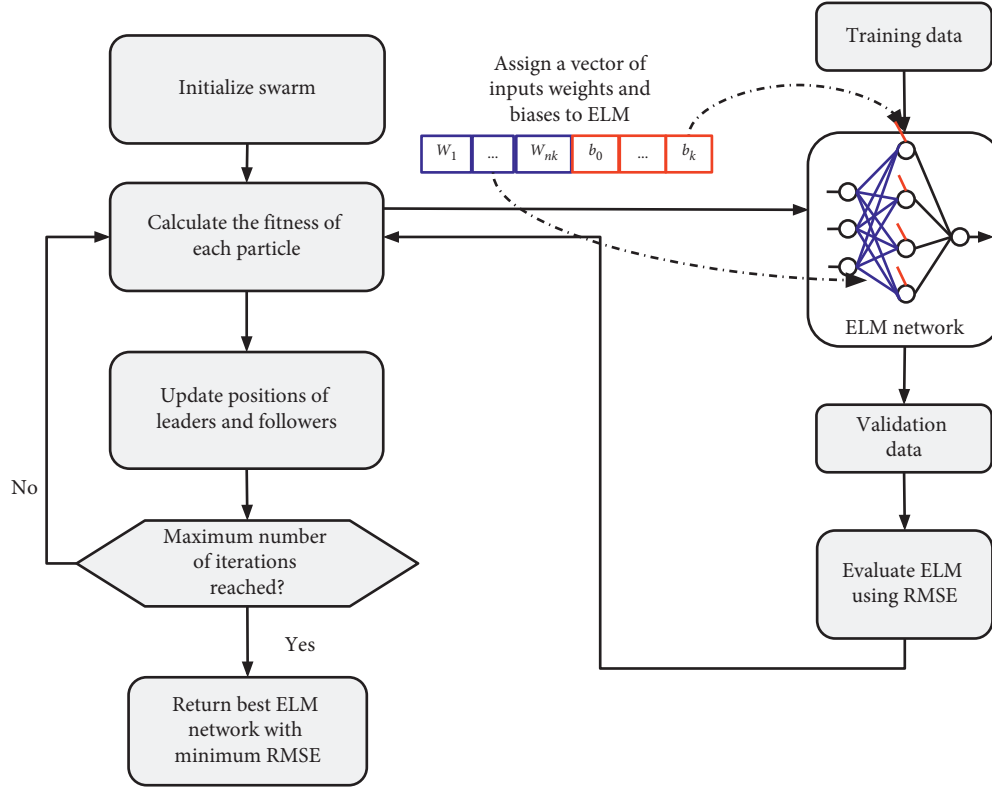 Initialize swarm
Calculate the fitness of
each particle
Update positions of
leaders and followers
No
Maximum number
of iterations
reached?
Yes
Return best ELM
network with
minimum RMSE
Assign a vector of
inputs weights and
biases to ELM
W1 ... Wnk b0 ... bk
Training data
ELM network
Validation
data
Evaluate ELM
using RMSE